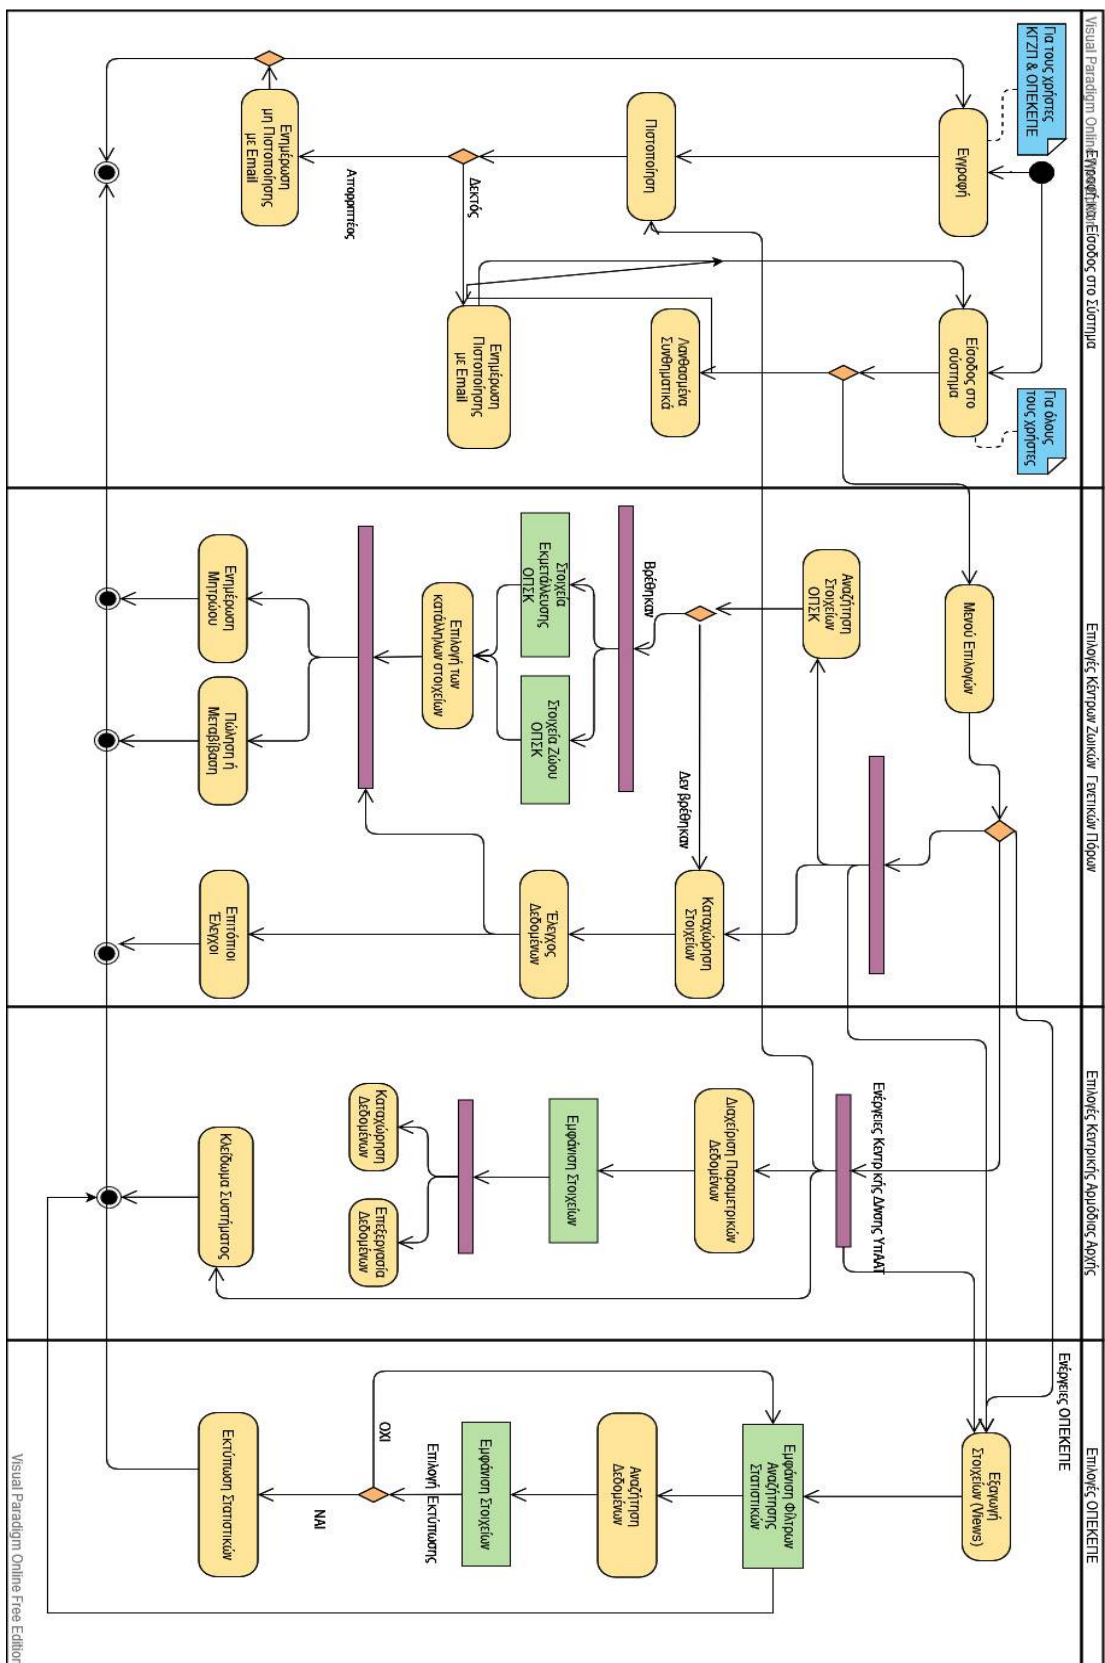 Visual Paradigm Online Free Edition
Εγγραφή και Είσοδος στο Σύστημα
Επιλογές Κέντρων Ζωικών Γενετικών Πόρων
Επιλογές Κεντρικής Αρμόδιας Αρχής
Επιλογές ΟΠΕΚΕΠΕ
Για τους χρήστες
ΚΓΖΠ & ΟΠΕΚΕΠΕ
Για όλους
τους χρήστες
Εγγραφή
Είσοδος στο
σύστημα
Πιστοποίηση
Λανθασμένα
Συνθηματικά
Δεκτός
Απορριπτέος
Ενημέρωση
Πιστοποίησης
με Email
Ενημέρωση
μη Πιστοποίησης
με Email
Μενού Επιλογών
Αναζήτηση
Στοιχείων
ΟΠΣΚ
Βρέθηκαν
Δεν βρέθηκαν
Καταχώρηση
Στοιχείων
Στοιχεία
Εκμετάλλευσης
ΟΠΣΚ
Στοιχεία Ζώου
ΟΠΣΚ
Έλεγχος
Δεδομένων
Επιλογή των
κατάλληλων στοιχείων
Ενημέρωση
Μητρώου
Πώληση ή
Μεταβίβαση
Επιτόπιοι
Έλεγχοι
Ενέργειες Κεντρικής Δ/νσης ΥπΑΑΤ
Διαχείριση Παραμετρικών
Δεδομένων
Εμφάνιση Στοιχείων
Καταχώρηση
Δεδομένων
Επεξεργασία
Δεδομένων
Κλείδωμα Συστήματος
Ενέργειες ΟΠΕΚΕΠΕ
Εξαγωγή
Στοιχείων (Views)
Εμφάνιση Φίλτρων
Αναζήτησης
Στατιστικών
Αναζήτηση
Δεδομένων
Εμφάνιση Στοιχείων
Επιλογή Εκτύπωσης
ΟΧΙ
ΝΑΙ
Εκτύπωση Στατιστικών
Visual Paradigm Online Free Edition